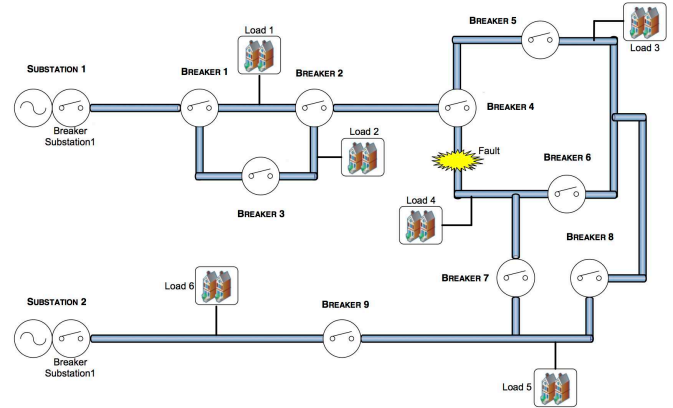 BREAKER 5
Load 3
Load 1
SUBSTATION 1
BREAKER 1
BREAKER 2
BREAKER 4
Breaker
Substation1
Load 2
Fault
BREAKER 6
BREAKER 3
Load 4
BREAKER 8
BREAKER 7
Load 6
SUBSTATION 2
BREAKER 9
Breaker
Substation1
Load 5